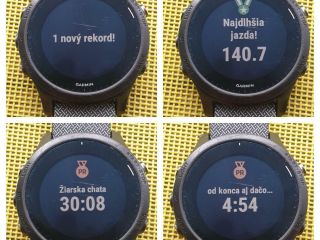 1 nový rekord!
GARMIN
Najdlhšia
jazda!
140.7
GARMIN
PR
Žiarska chata
30:08
PR
od konca aj dačo...
4:54